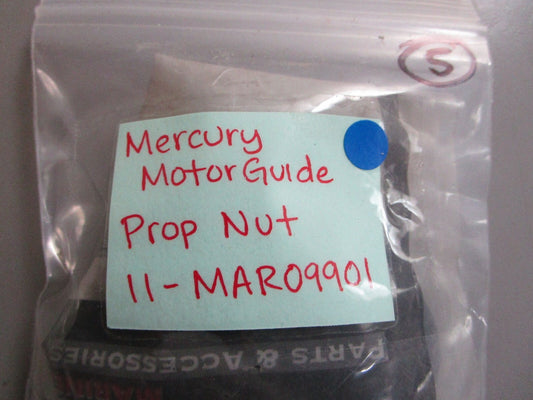 5
Mercury
MotorGuide
Prop Nut
11-MAR09901
PARTS & ACCESSORIES